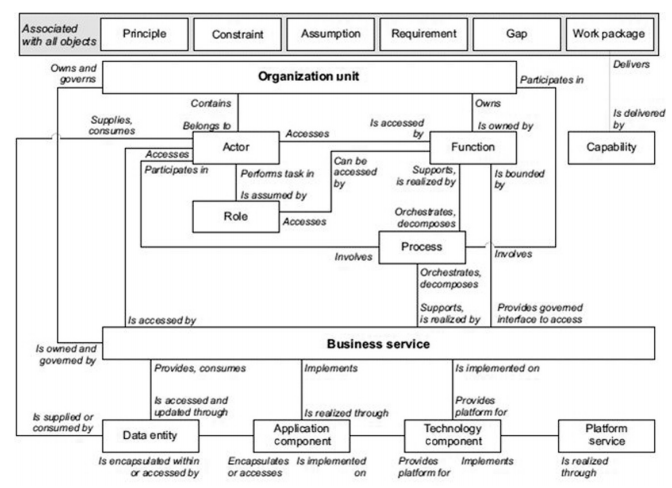 Associated
with all objects
Principle
Constraint
Assumption
Requirement
Gap
Work package
Owns and
governs
Organization unit
Participates in
Delivers
Contains
Owns
Supplies,
consumes
Belongs to
Accesses
Is accessed
by
Is owned by
Is delivered
by
Actor
Function
Capability
Accesses
Participates in
Performs task in
Can be
accessed
by
Supports,
is realized by
Is bounded
by
Is assumed by
Role
Accesses
Orchestrates,
decomposes
Process
Involves
Involves
Orchestrates,
decomposes
Is accessed by
Supports,
is realized by
Provides governed
interface to access
Is owned and
governed by
Business service
Provides, consumes
Implements
Is implemented on
Is accessed and
updated through
Is realized through
Provides
platform for
Is supplied or
consumed by
Data entity
Application
component
Technology
component
Platform
service
Is encapsulated within
or accessed by
Encapsulates
or accesses
Is implemented
on
Provides
platform for
Implements
Is realized
through